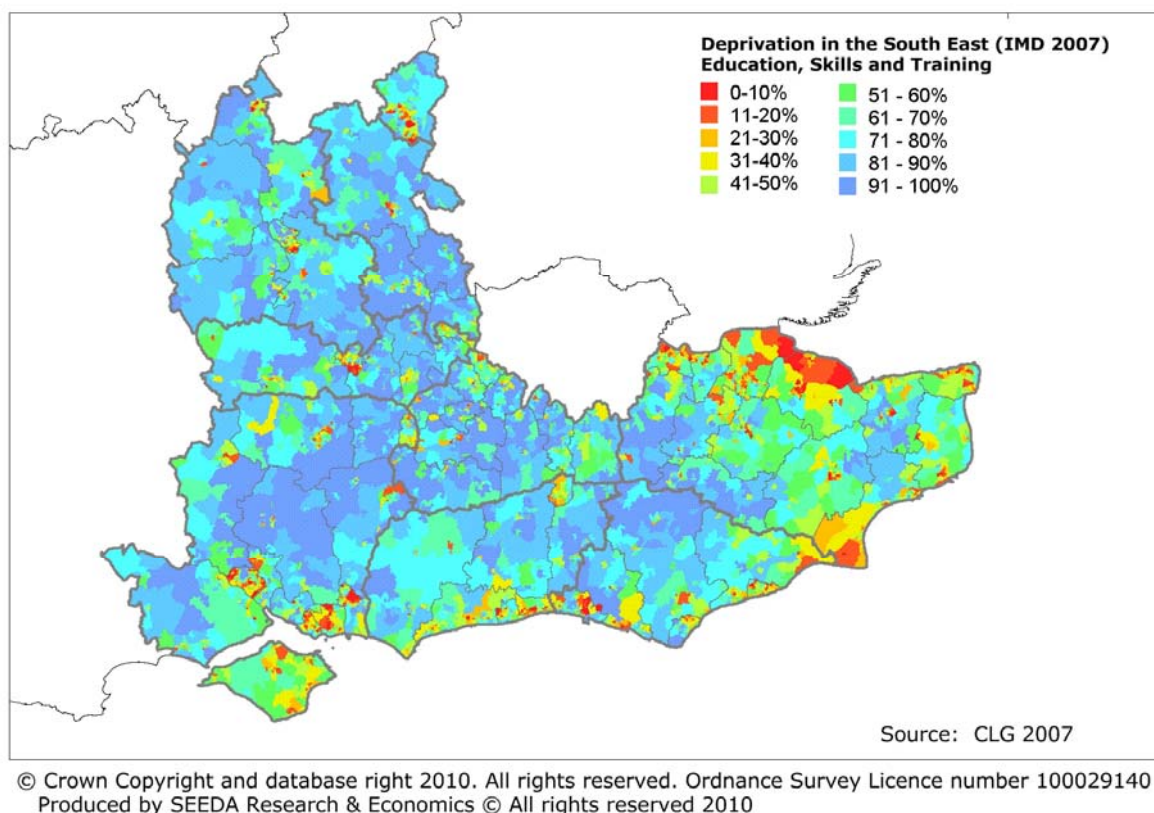 Deprivation in the South East (IMD 2007)
Education, Skills and Training
0-10%
11-20%
21-30%
31-40%
41-50%
51 - 60%
61 - 70%
71 - 80%
81 - 90%
91 - 100%
Source: CLG 2007
© Crown Copyright and database right 2010. All rights reserved. Ordnance Survey Licence number 100029140
Produced by SEEDA Research & Economics © All rights reserved 2010